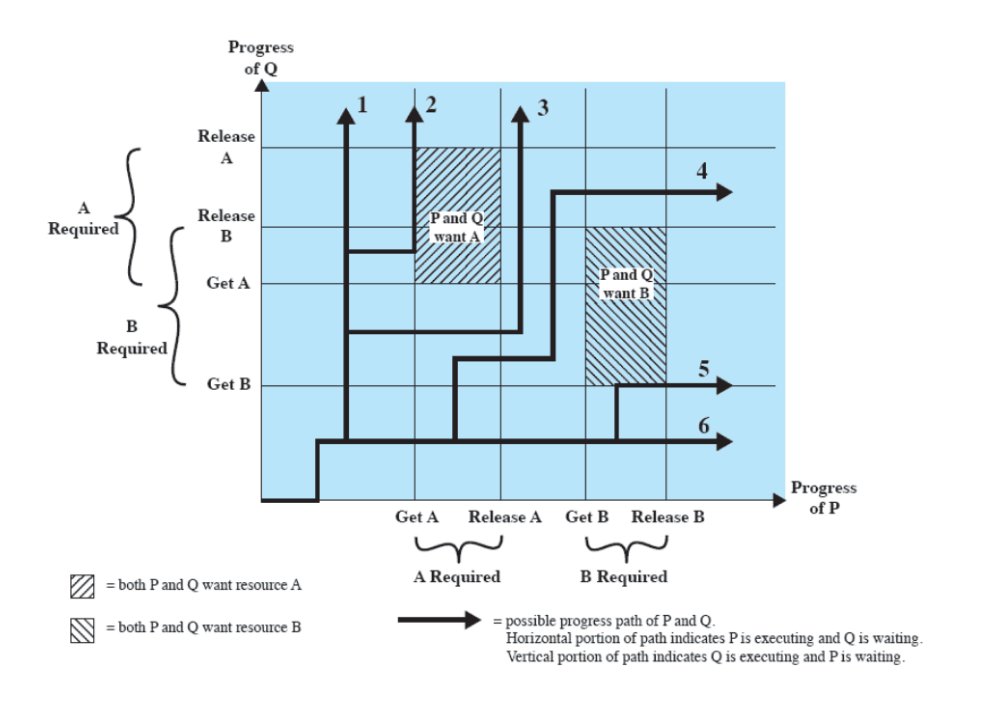 Progress
of Q
1
2
3
Release
A
4
A
Required
Release
B
P and Q
want A
Get A
P and Q
want B
B
Required
5
Get B
6
Progress
of P
Get A
Release A
Get B
Release B
A Required
B Required
= both P and Q want resource A
= both P and Q want resource B
= possible progress path of P and Q.
Horizontal portion of path indicates P is executing and Q is waiting.
Vertical portion of path indicates Q is executing and P is waiting.